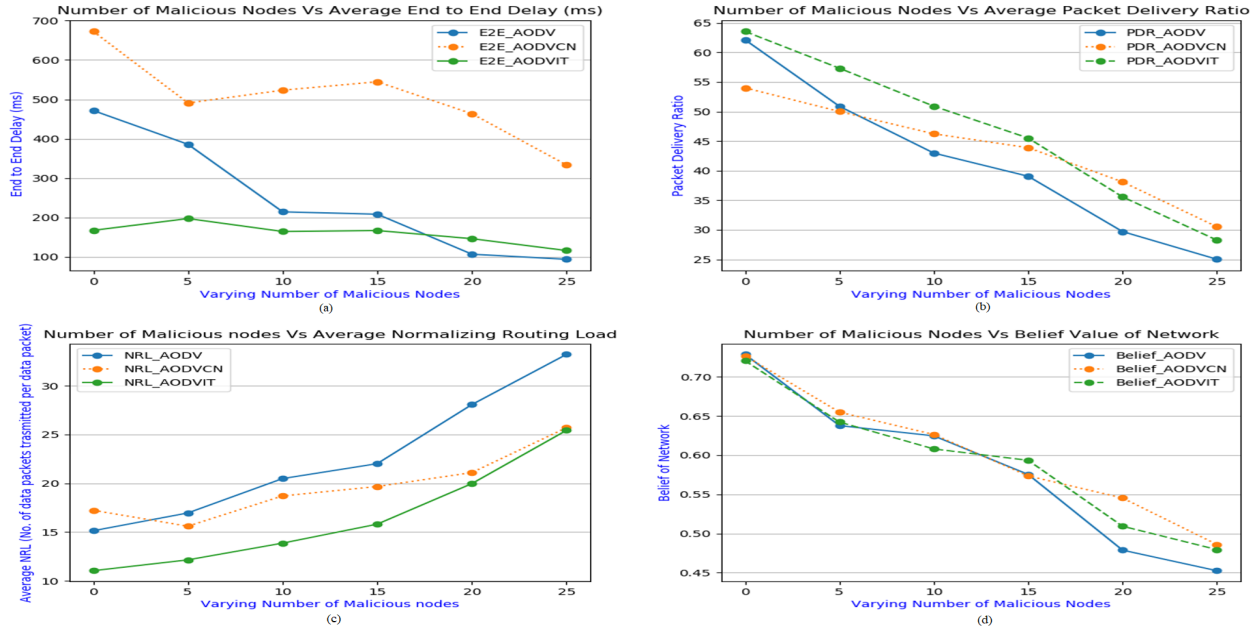 Number of Malicious Nodes Vs Average End to End Delay (ms)
700
600
500
400
300
200
100
End to End Delay (ms)
E2E_AODV
E2E_AODVCN
E2E_AODVIT
0 5 10 15 20 25
Varying Number of Malicious Nodes
(a)
Number of Malicious Nodes Vs Average Packet Delivery Ratio
65
60
55
50
45
40
35
30
25
Packet Delivery Ratio
PDR_AODV
PDR_AODVCN
PDR_AODVIT
0 5 10 15 20 25
Varying Number of Malicious Nodes
(b)
Number of Malicious nodes Vs Average Normalizing Routing Load
30
25
20
15
10
Average NRL (No. of data packets trasmitted per data packet)
NRL_AODV
NRL_AODVCN
NRL_AODVIT
0 5 10 15 20 25
Varying Number of Malicious nodes
(c)
Number of Malicious Nodes Vs Belief Value of Network
0.70
0.65
0.60
0.55
0.50
0.45
Belief of Network
Belief_AODV
Belief_AODVCN
Belief_AODVIT
0 5 10 15 20 25
Varying Number of Malicious Nodes
(d)